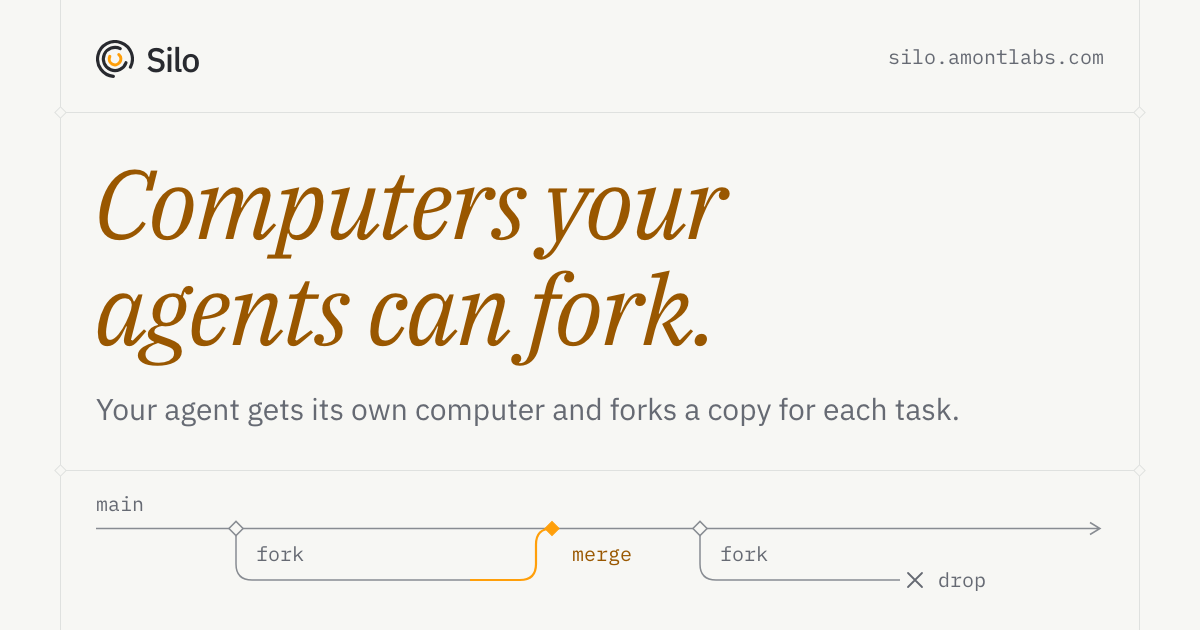 Silo
silo.amontlabs.com
Computers your
agents can fork.
Your agent gets its own computer and forks a copy for each task.
main
fork
merge
fork
drop